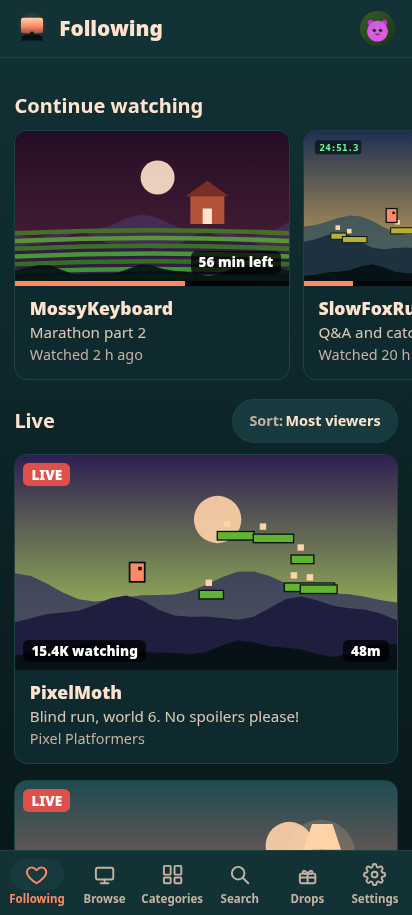 Following
Continue watching
56 min left
MossyKeyboard
Marathon part 2
Watched 2 h ago
24:51.3
Q&A and
Watched 20 h
Live
Sort: Most viewers
LIVE
15.4K watching
48m
PixelMoth
Blind run, world 6. No spoilers please!
Pixel Platformers
LIVE
Following
Browse
Categories
Search
Drops
Settings